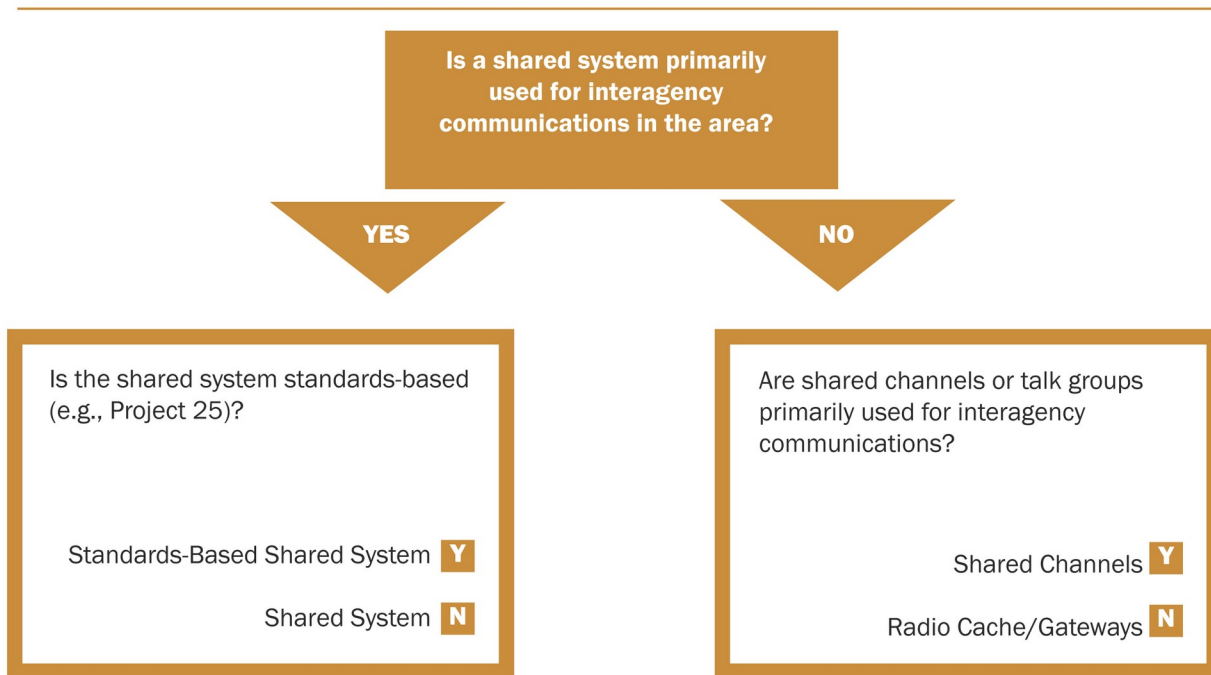 Is a shared system primarily
used for interagency
communications in the area?
YES
NO
Is the shared system standards-based
(e.g., Project 25)?
Standards-Based Shared System Y
Shared System N
Are shared channels or talk groups
primarily used for interagency
communications?
Shared Channels Y
Radio Cache/Gateways N